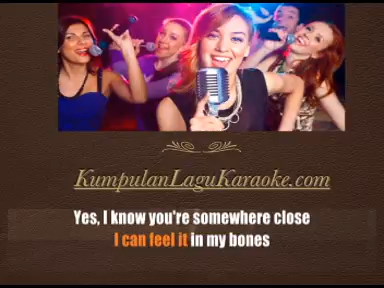 KumpulanLaguKaraoke.com
Yes, I know you're somewhere close
I can feel it in my bones